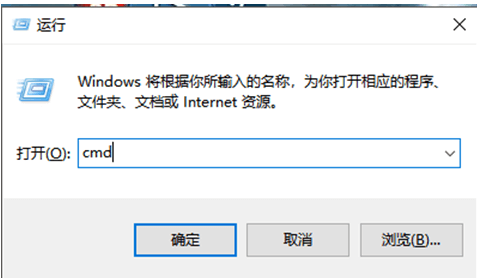 运行
Windows 将根据你所输入的名称，为你打开相应的程序、
文件夹、文档或 Internet 资源。
打开(O): cmd
确定 取消 浏览(B)...